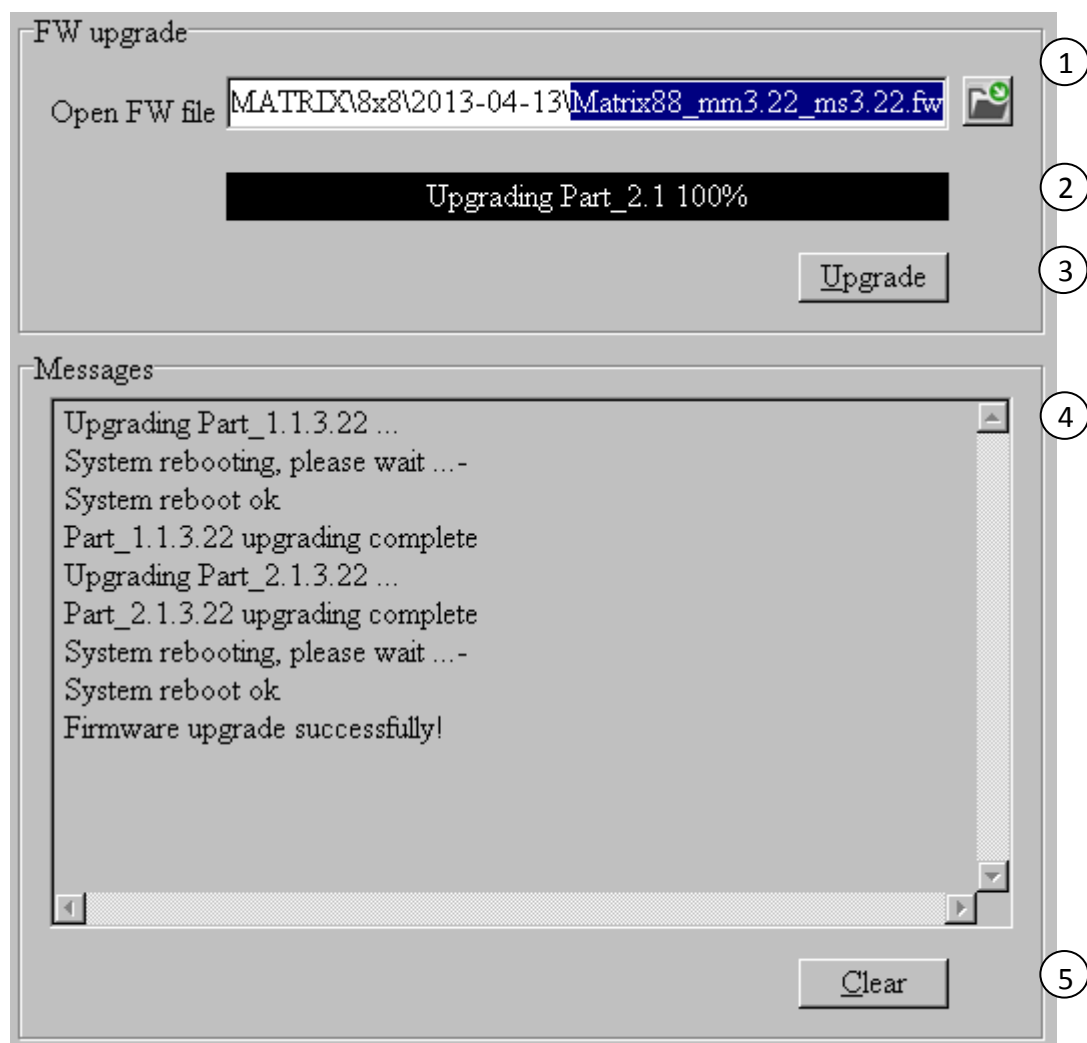 FW upgrade
1
Open FW file MATRIX\8x8\2013-04-13\Matrix88_mm3.22_ms3.22.fw
Upgrading Part_2.1 100%
2
Upgrade
3
Messages
4
Upgrading Part_1.1.3.22 ...
System rebooting, please wait ...-
System reboot ok
Part_1.1.3.22 upgrading complete
Upgrading Part_2.1.3.22 ...
Part_2.1.3.22 upgrading complete
System rebooting, please wait ...-
System reboot ok
Firmware upgrade successfully!
Clear
5